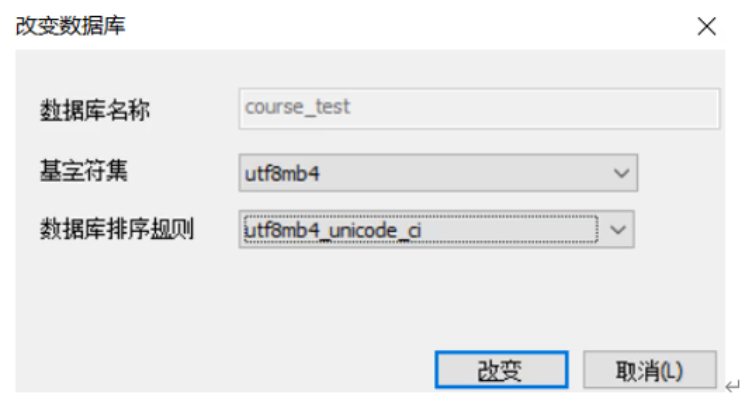 改变数据库
数据库名称 course_test
基字符集 utf8mb4
数据库排序规则 utf8mb4_unicode_ci
改变 取消(L)